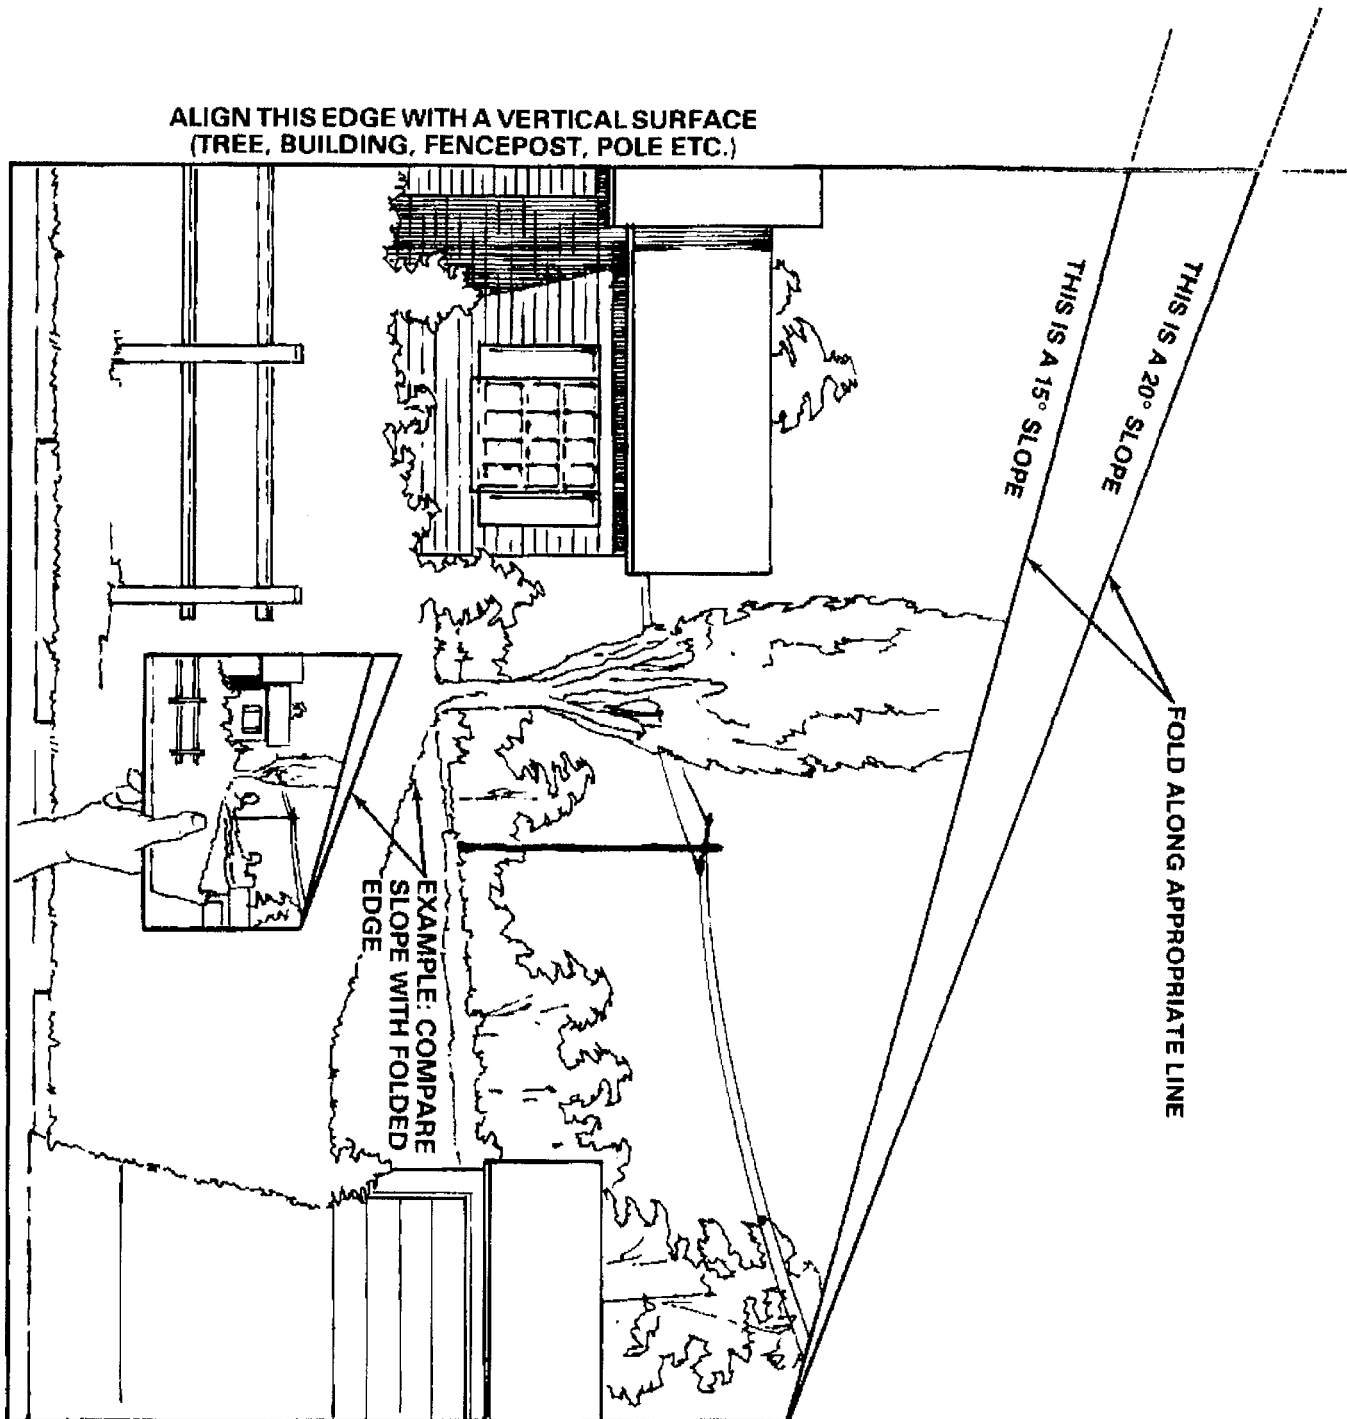 ALIGN THIS EDGE WITH A VERTICAL SURFACE
(TREE, BUILDING, FENCEPOST, POLE ETC.)
THIS IS A 20° SLOPE
THIS IS A 15° SLOPE
FOLD ALONG APPROPRIATE LINE
EXAMPLE: COMPARE
SLOPE WITH FOLDED
EDGE